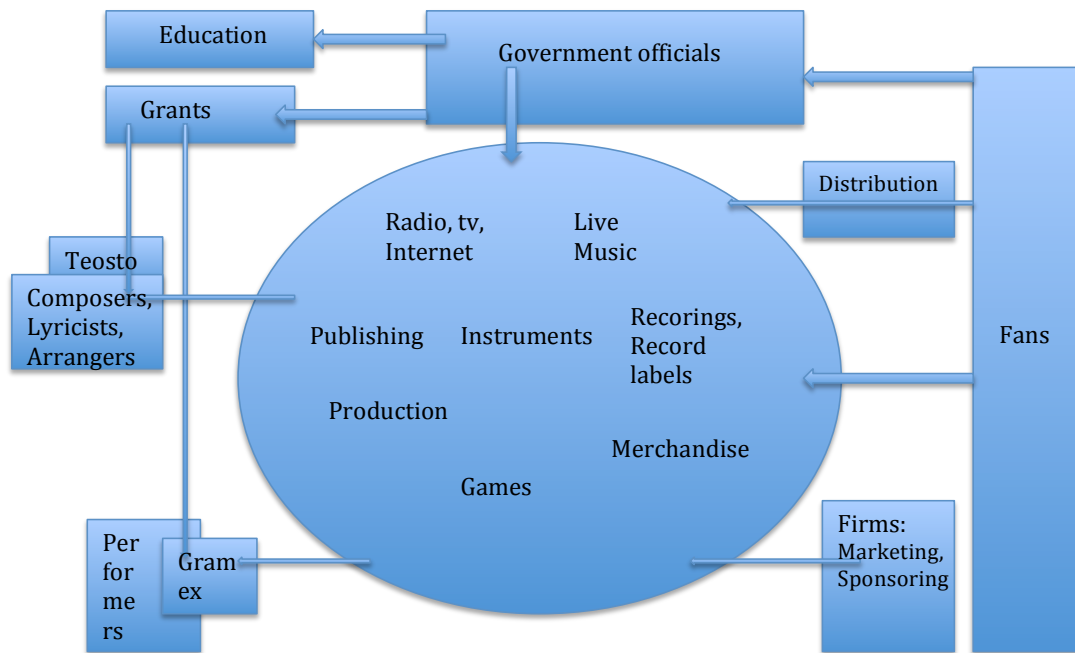 Education
Government officials
Grants
Distribution
Radio, tv,
Internet
Live
Music
Teosto
Composers,
Lyricists,
Arrangers
Publishing
Instruments
Recorings,
Record
labels
Fans
Production
Merchandise
Games
Per
for
me
rs
Gram
ex
Firms:
Marketing,
Sponsoring